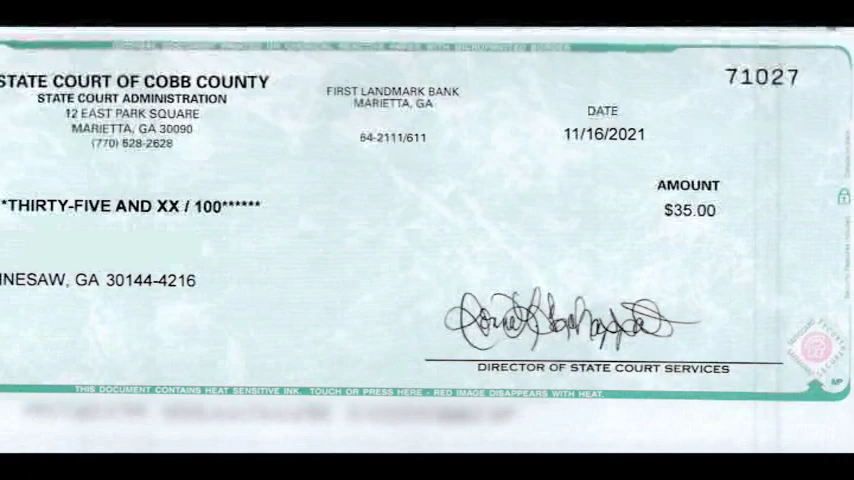 STATE COURT OF COBB COUNTY
STATE COURT ADMINISTRATION
12 EAST PARK SQUARE
MARIETTA, GA 30090
(770) 528-2628
FIRST LANDMARK BANK
MARIETTA, GA
64-2111/611
71027
DATE
11/16/2021
*THIRTY-FIVE AND XX / 100******
AMOUNT
$35.00
INESAW, GA 30144-4216
DIRECTOR OF STATE COURT SERVICES
THIS DOCUMENT CONTAINS HEAT SENSITIVE INK. TOUCH OR PRESS HERE - RED IMAGE DISAPPEARS WITH HEAT.
MP